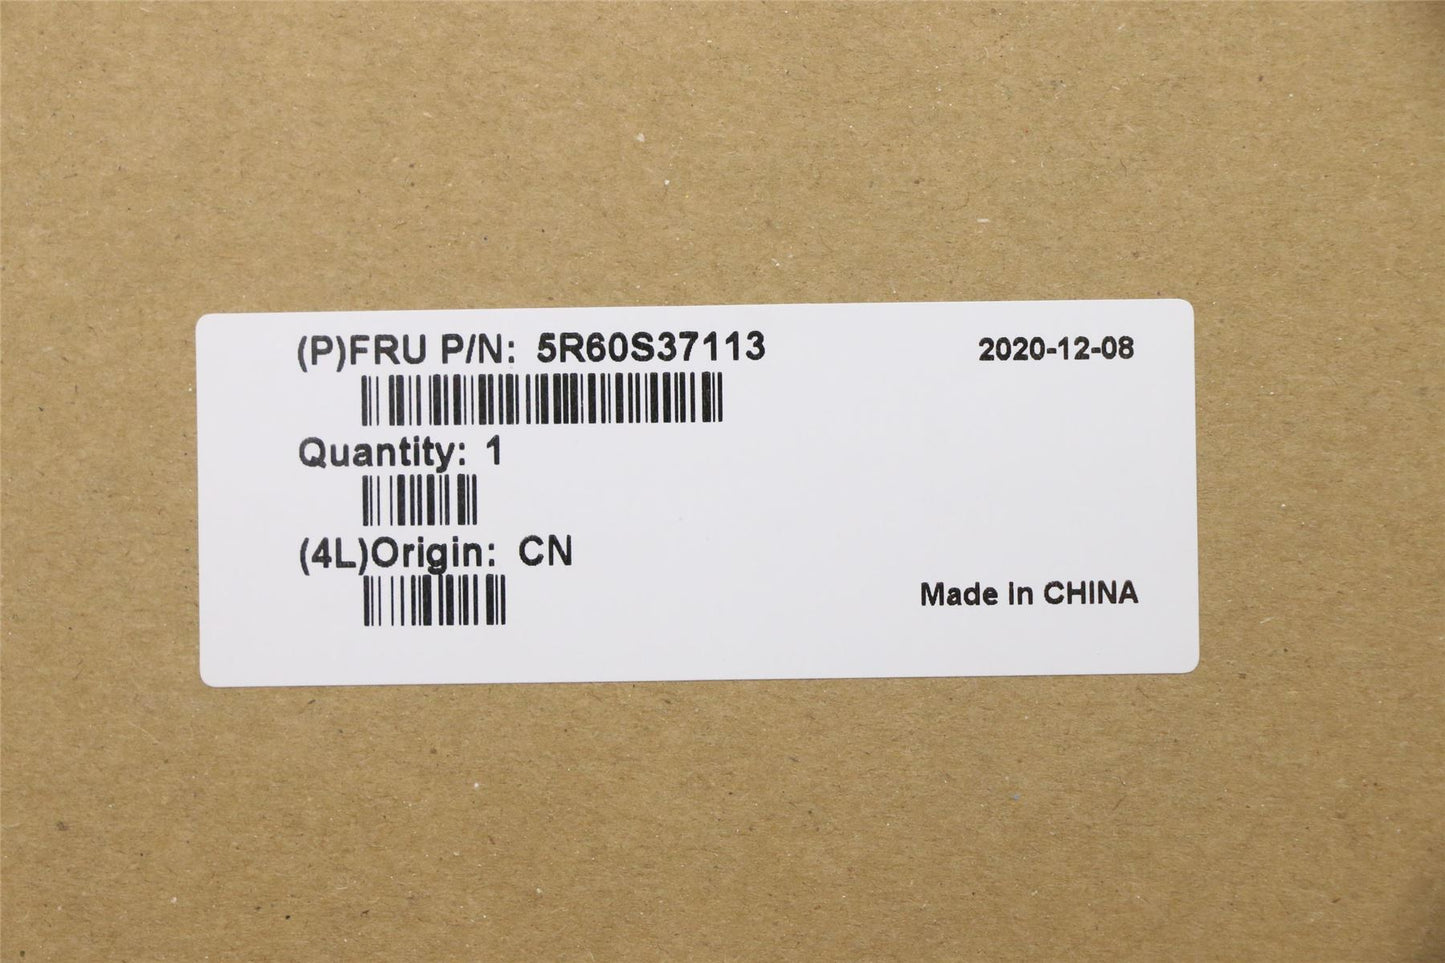 (P)FRU P/N: 5R60S37113 2020-12-08
Quantity: 1
(4L)Origin: CN
Made In CHINA